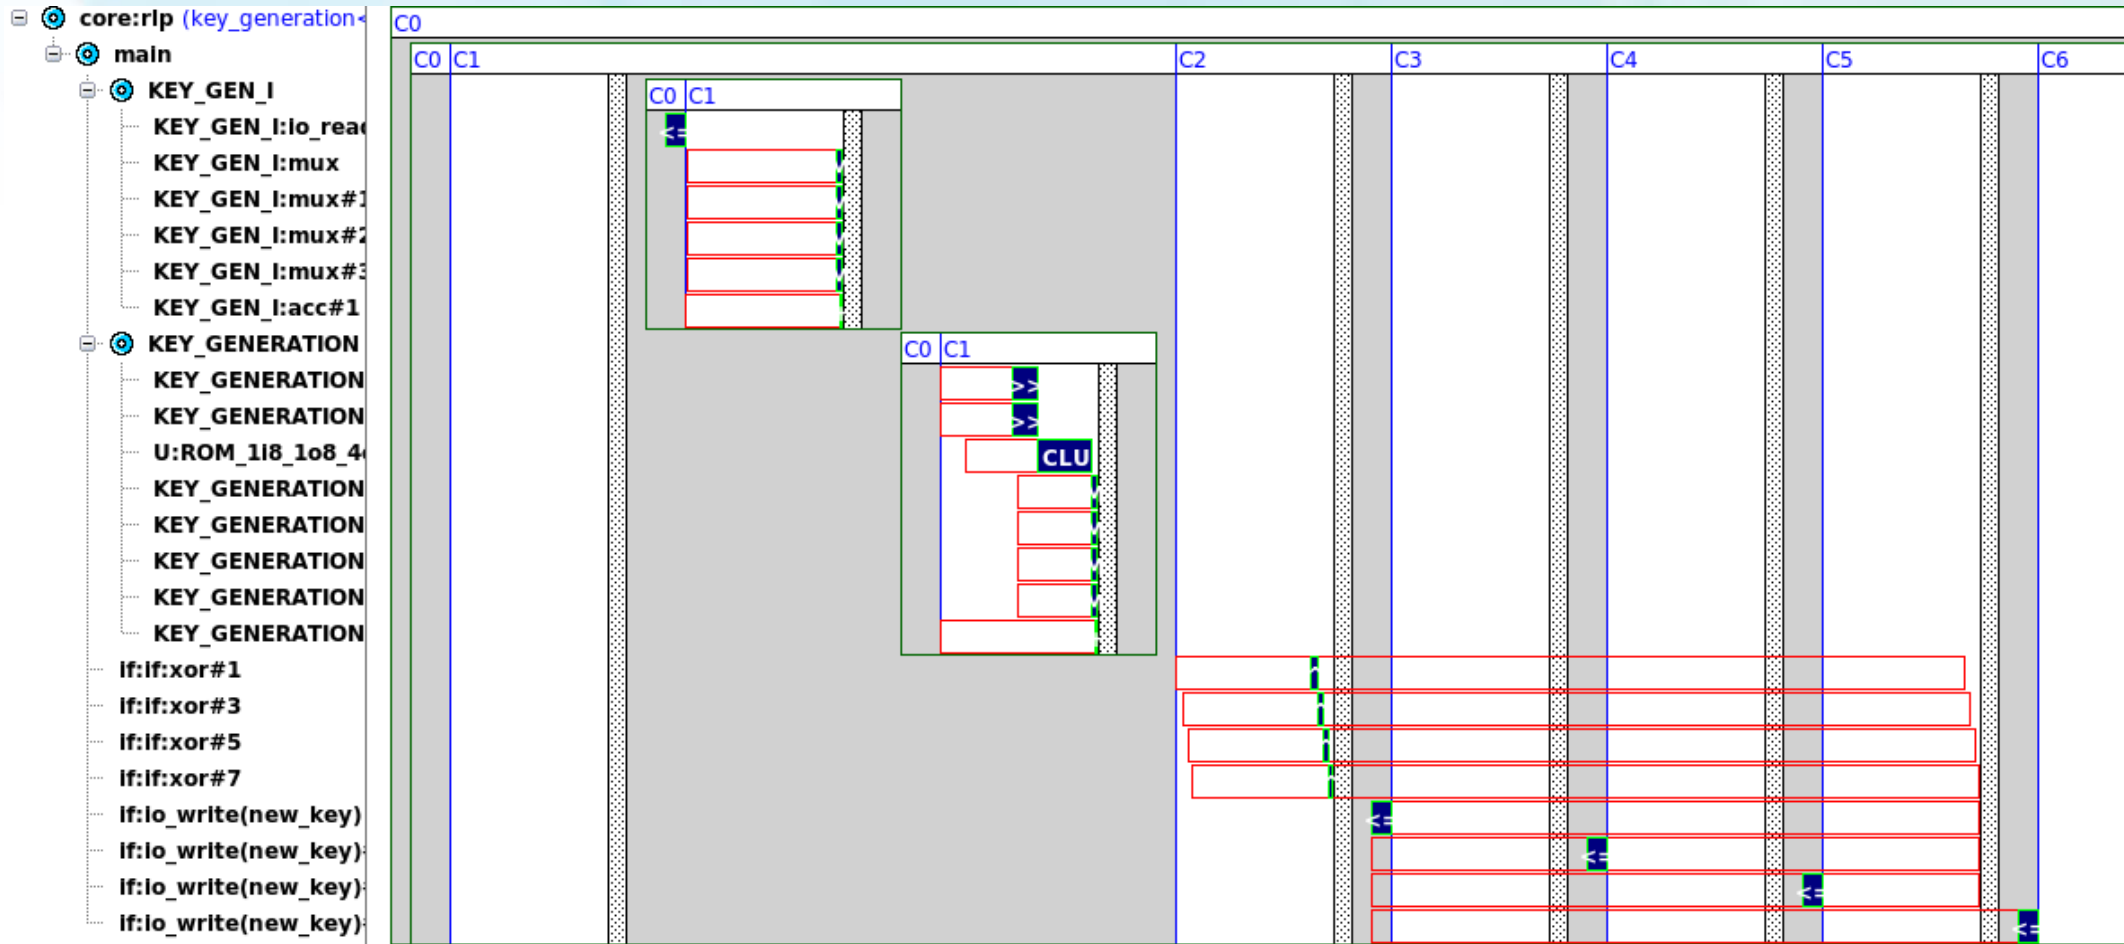 core:rlp (key_generation<
main
KEY_GEN_I
KEY_GEN_I:io_read
KEY_GEN_I:mux
KEY_GEN_I:mux#1
KEY_GEN_I:mux#2
KEY_GEN_I:mux#3
KEY_GEN_I:acc#1
KEY_GENERATION
KEY_GENERATION
KEY_GENERATION
U:ROM_1i8_1o8_4
KEY_GENERATION
KEY_GENERATION
KEY_GENERATION
KEY_GENERATION
KEY_GENERATION
if:if:xor#1
if:if:xor#3
if:if:xor#5
if:if:xor#7
if:io_write(new_key)
if:io_write(new_key)
if:io_write(new_key)
if:io_write(new_key)
C0
C0 C1 C2 C3 C4 C5 C6
C0 C1
<=
C0 C1
>>
>>
CLU
<=
<=
<=
<=